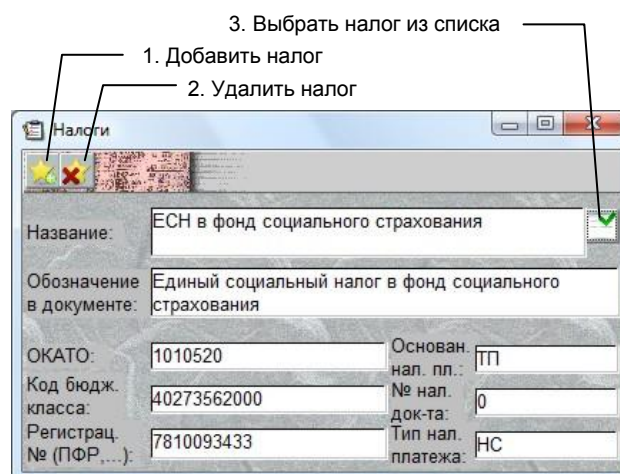 3. Выбрать налог из списка
1. Добавить налог
2. Удалить налог
Налоги
Название:
ЕСН в фонд социального страхования
Обозначение
в документе:
Единый социальный налог в фонд социального
страхования
ОКАТО:
1010520
Основан.
нал. пл.:
ТП
Код бюдж.
класса:
40273562000
№ нал.
док-та:
0
Регистрац.
№ (ПФР,...):
7810093433
Тип нал.
платежа:
НС